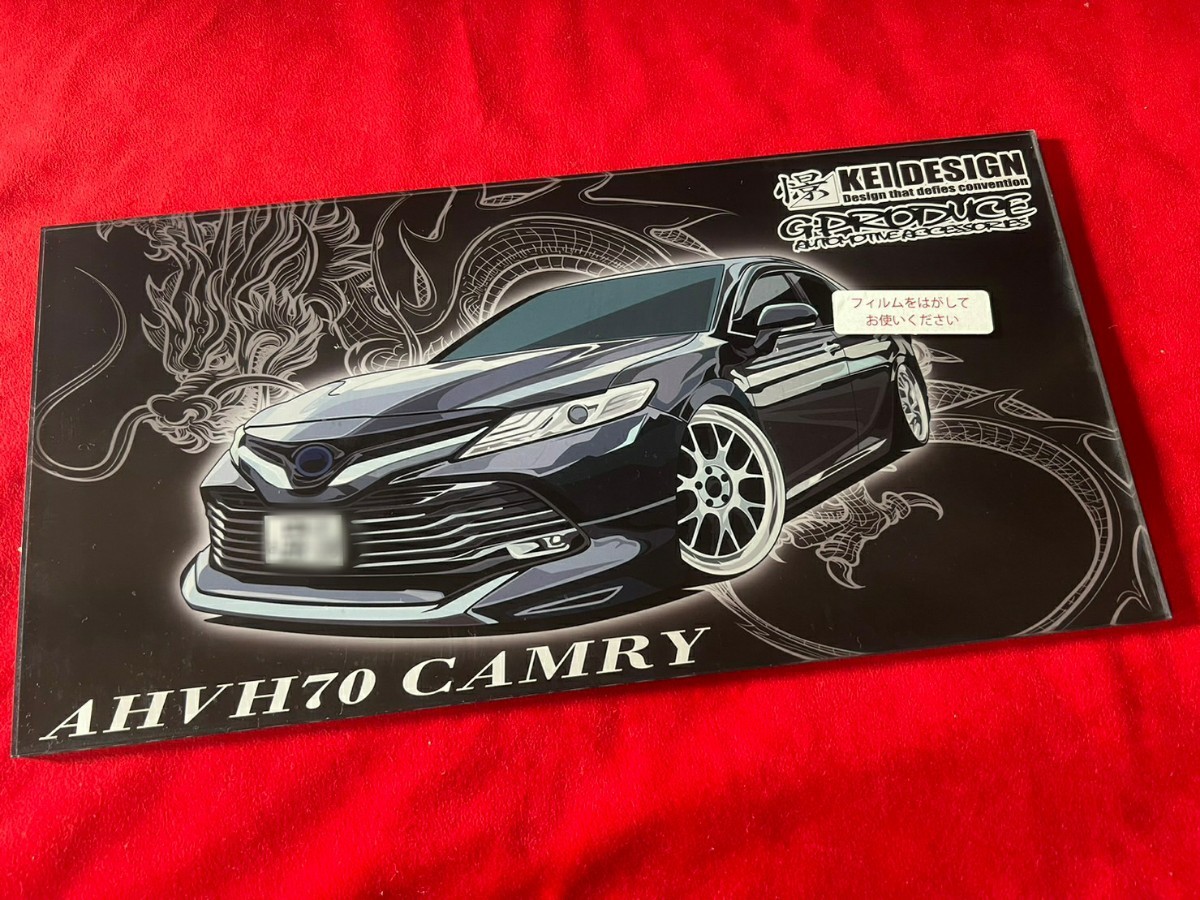 憬 KEI DESIGN
Design that defies convention
G:PRODUCE
AUTOMOTIVE ACCESSORIES
フィルムをはがして
お使いください
AHVH70 CAMRY